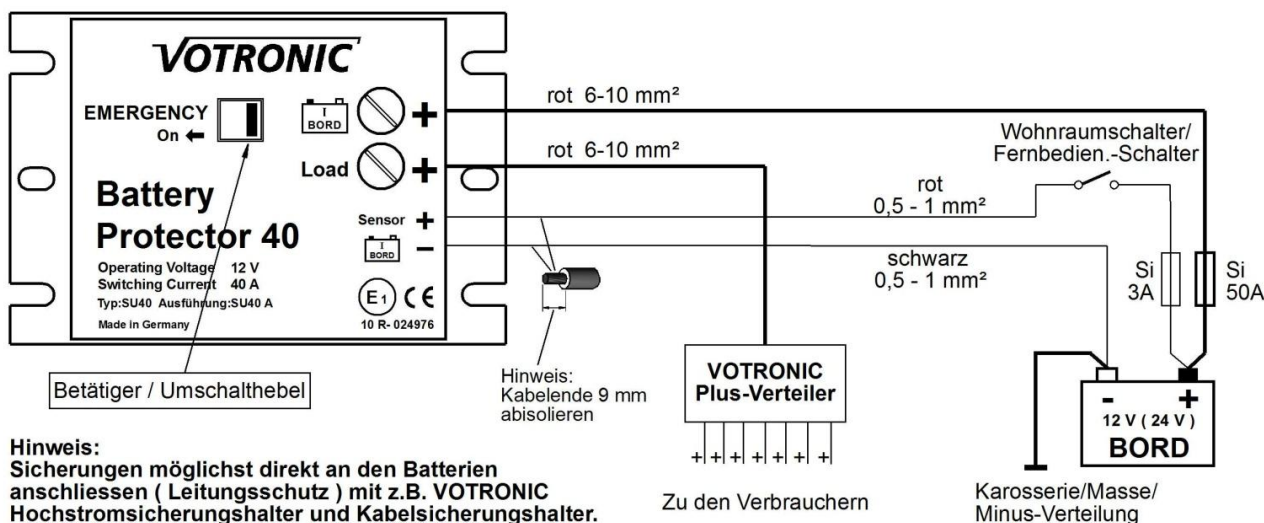 VOTRONIC
EMERGENCY
On ←
I
BORD
+
Load
+
Battery
Protector 40
Sensor +
I
BORD
−
Operating Voltage 12 V
Switching Current 40 A
Typ:SU40 Ausführung:SU40 A
Made in Germany
E1 CE
10 R- 024976
Betätiger / Umschalthebel
rot 6-10 mm²
rot 6-10 mm²
Wohnraumschalter/
Fernbedien.-Schalter
rot
0,5 - 1 mm²
schwarz
0,5 - 1 mm²
Si
3A
Si
50A
Hinweis:
Kabelende 9 mm
abisolieren
VOTRONIC
Plus-Verteiler
+ + + + + + +
Zu den Verbrauchern
- +
12 V ( 24 V )
BORD
Karosserie/Masse/
Minus-Verteilung
Hinweis:
Sicherungen möglichst direkt an den Batterien
anschliessen ( Leitungsschutz ) mit z.B. VOTRONIC
Hochstromsicherungshalter und Kabelsicherungshalter.